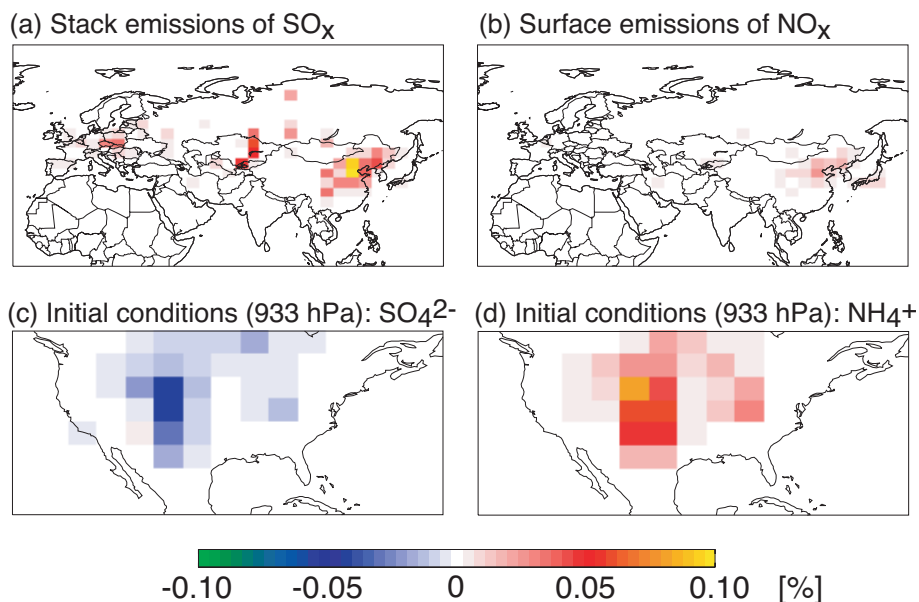 (a) Stack emissions of SOx
(b) Surface emissions of NOx
(c) Initial conditions (933 hPa): SO42-
(d) Initial conditions (933 hPa): NH4+
-0.10 -0.05 0 0.05 0.10 [%]